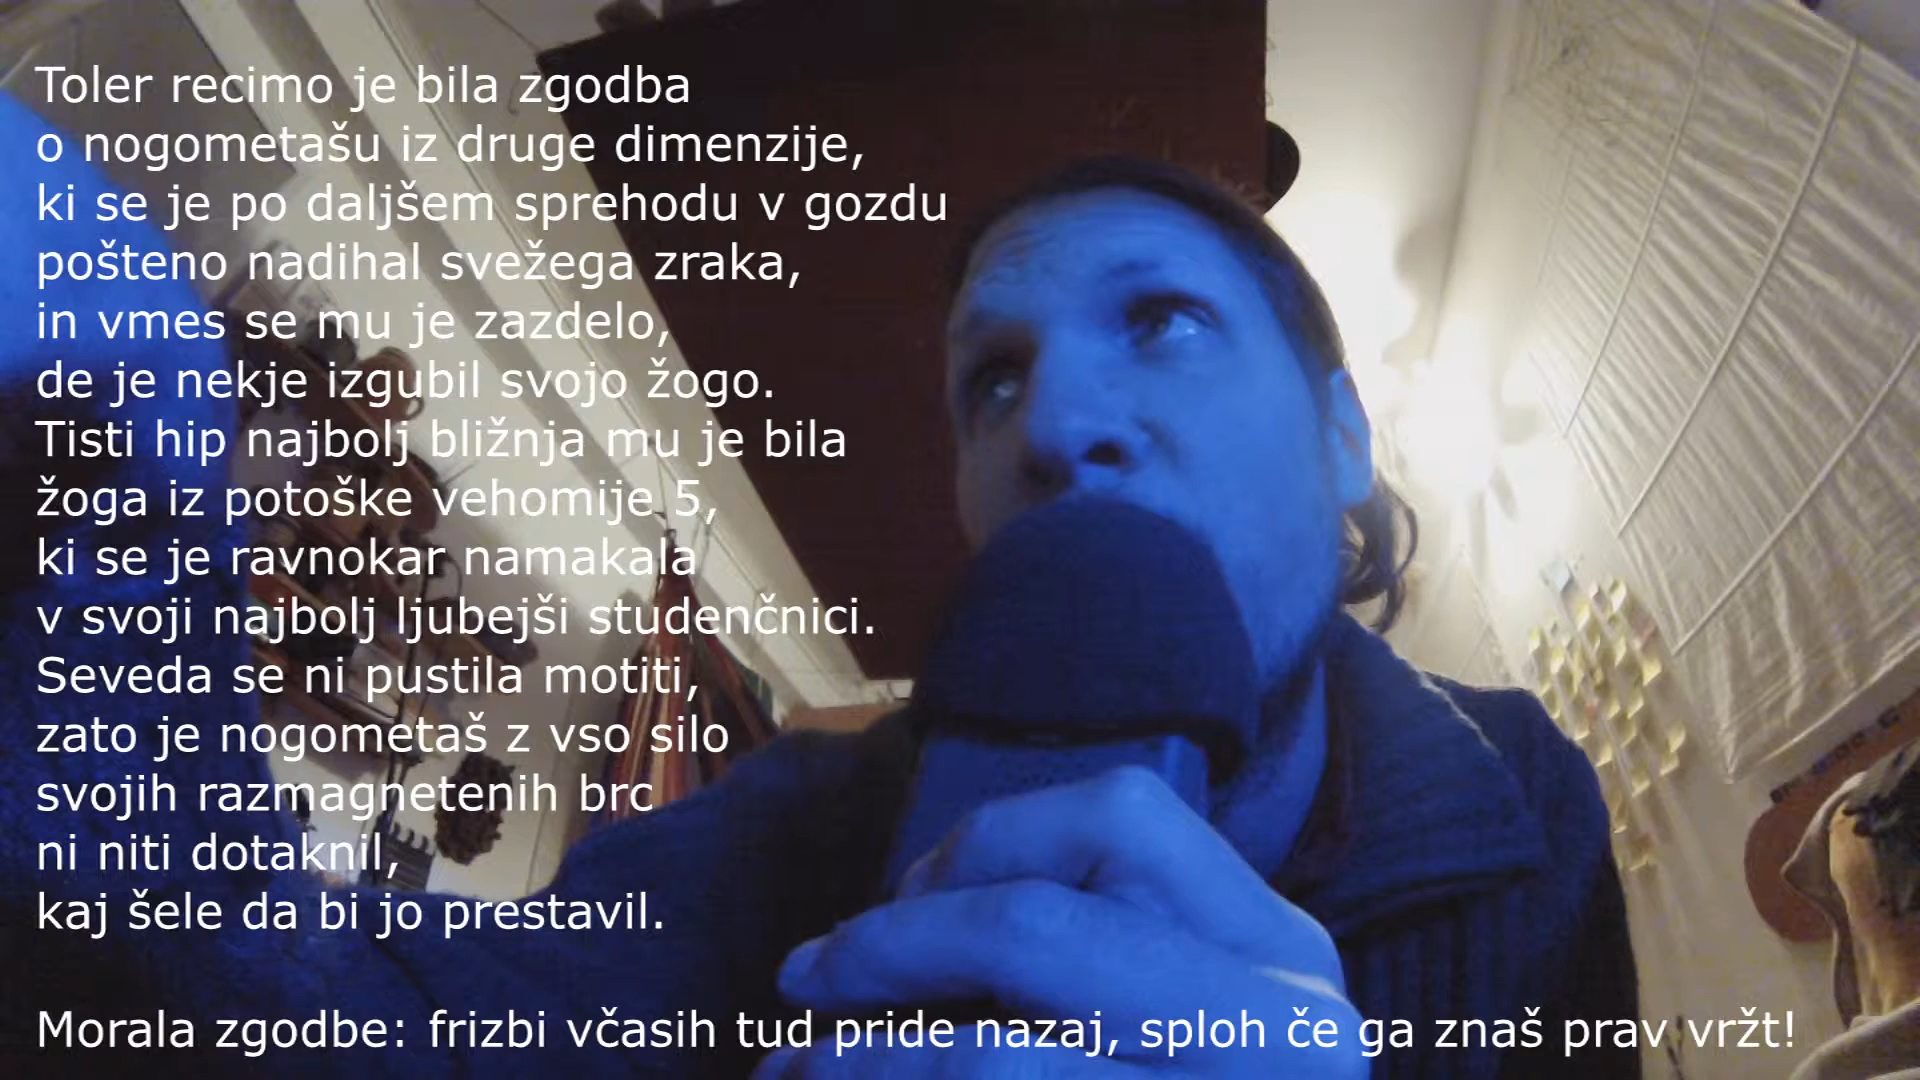 Toler recimo je bila zgodba
o nogometašu iz druge dimenzije,
ki se je po daljšem sprehodu v gozdu
pošteno nadihal svežega zraka,
in vmes se mu je zazdelo,
de je nekje izgubil svojo žogo.
Tisti hip najbolj bližnja mu je bila
žoga iz potoške vehomije 5,
ki se je ravnokar namakala
v svoji najbolj ljubejši studenčnici.
Seveda se ni pustila motiti,
zato je nogometaš z vso silo
svojih razmagnetenih brc
ni niti dotaknil,
kaj šele da bi jo prestavil.
Morala zgodbe: frizbi včasih tud pride nazaj, sploh če ga znaš prav vržt!